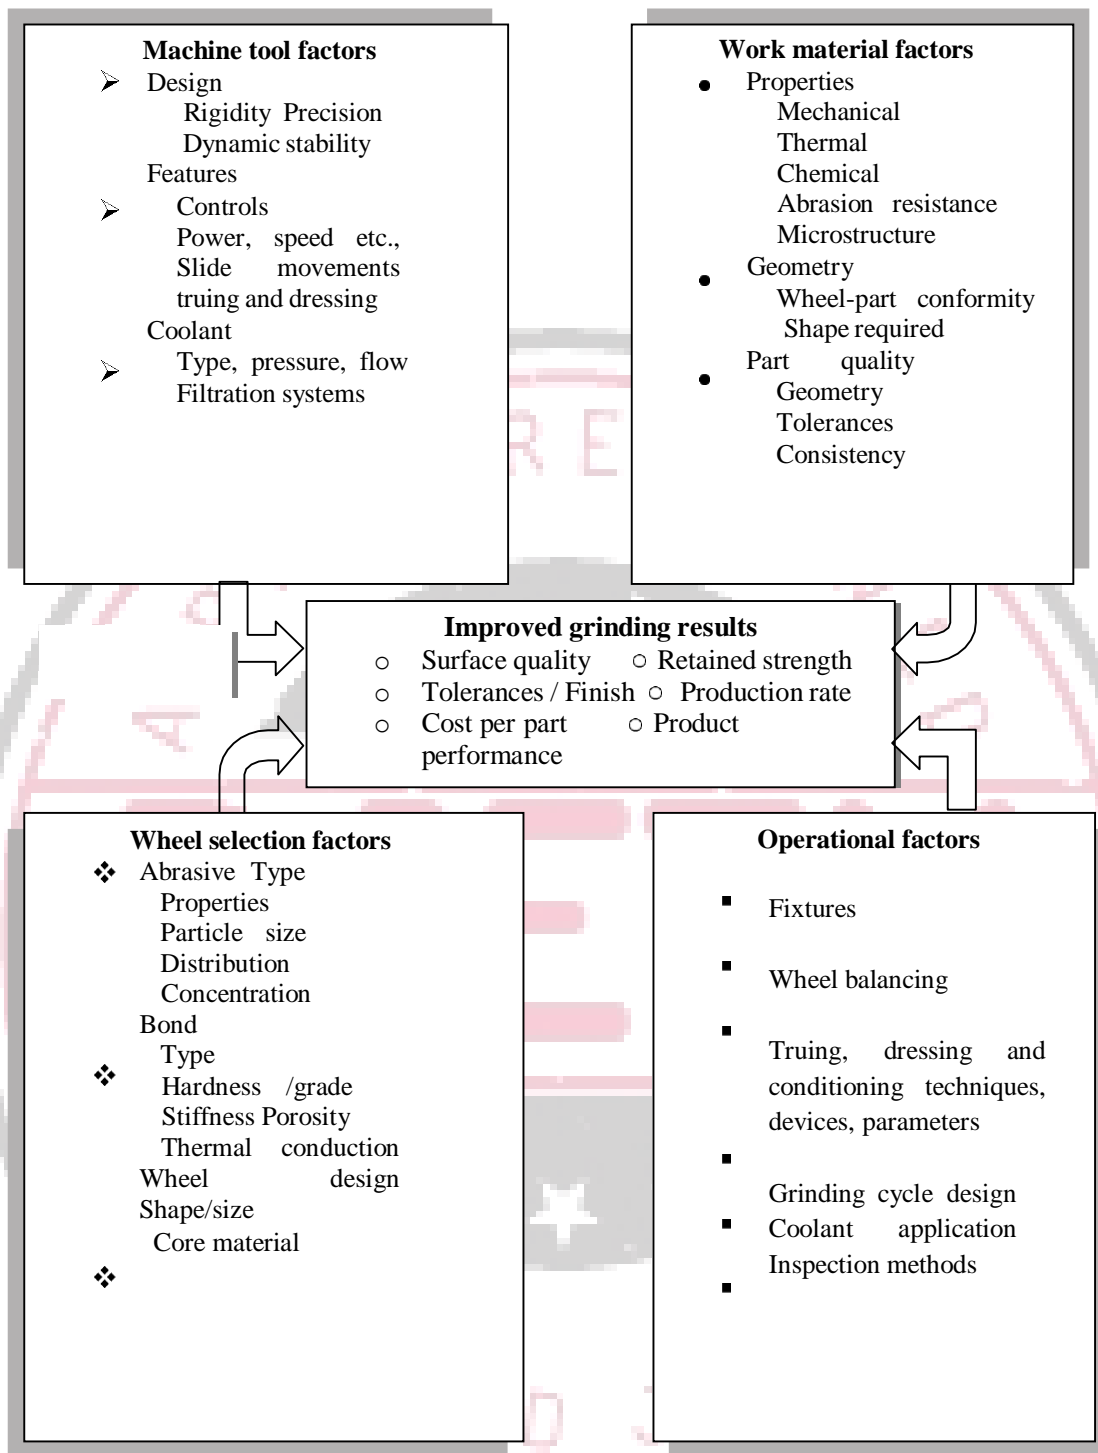 Machine tool factors
➢ Design
Rigidity Precision
Dynamic stability
Features
➢ Controls
Power, speed etc.,
Slide movements
truing and dressing
Coolant
➢ Type, pressure, flow
Filtration systems
Work material factors
● Properties
Mechanical
Thermal
Chemical
Abrasion resistance
Microstructure
● Geometry
Wheel-part conformity
Shape required
● Part quality
Geometry
Tolerances
Consistency
R E
Improved grinding results
○ Surface quality ○ Retained strength
○ Tolerances / Finish ○ Production rate
○ Cost per part ○ Product
performance
A
Wheel selection factors
❖ Abrasive Type
Properties
Particle size
Distribution
Concentration
Bond
Type
❖ Hardness /grade
Stiffness Porosity
Thermal conduction
Wheel design
Shape/size
Core material
❖
Operational factors
▪ Fixtures
▪ Wheel balancing
▪ Truing, dressing and
conditioning techniques,
devices, parameters
▪ Grinding cycle design
▪ Coolant application
▪ Inspection methods